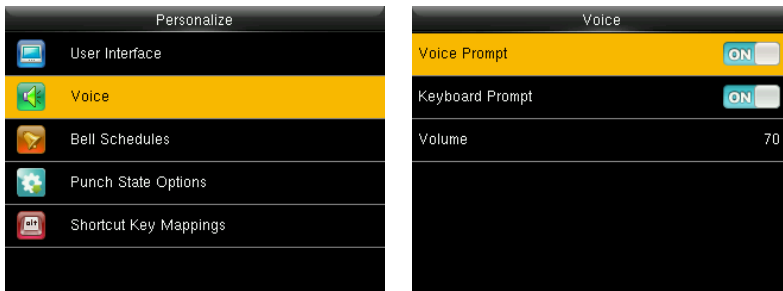 Personalize
User Interface
Voice
Bell Schedules
Punch State Options
alt
Shortcut Key Mappings
Voice
Voice Prompt ON
Keyboard Prompt ON
Volume 70